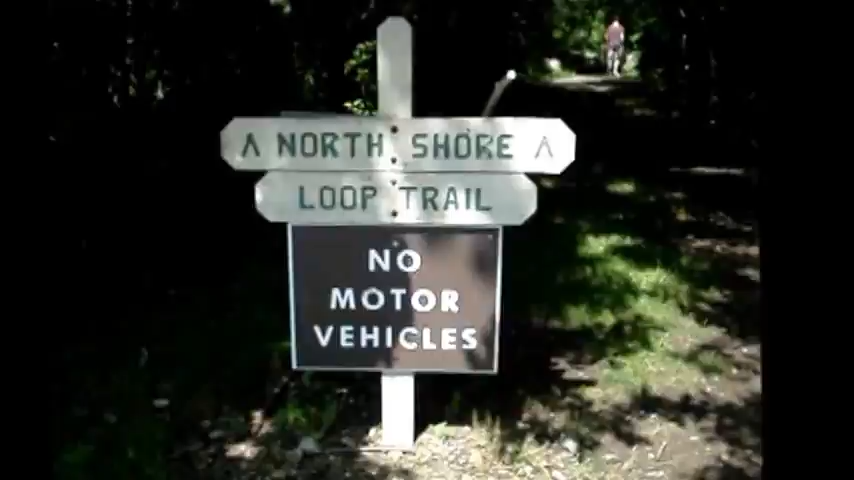 Λ NORTH SHORE Λ
LOOP TRAIL
NO
MOTOR
VEHICLES